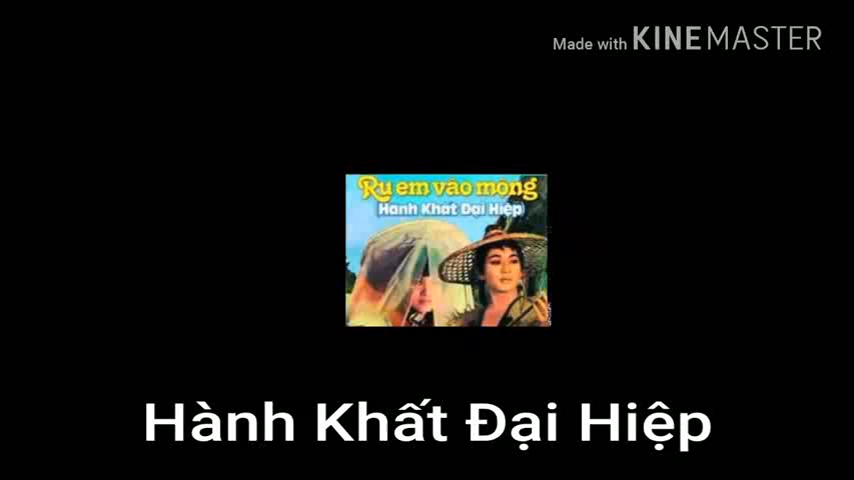 Made with KINEMASTER
Ru em vào mộng
Hành Khất Đại Hiệp
Hành Khất Đại Hiệp